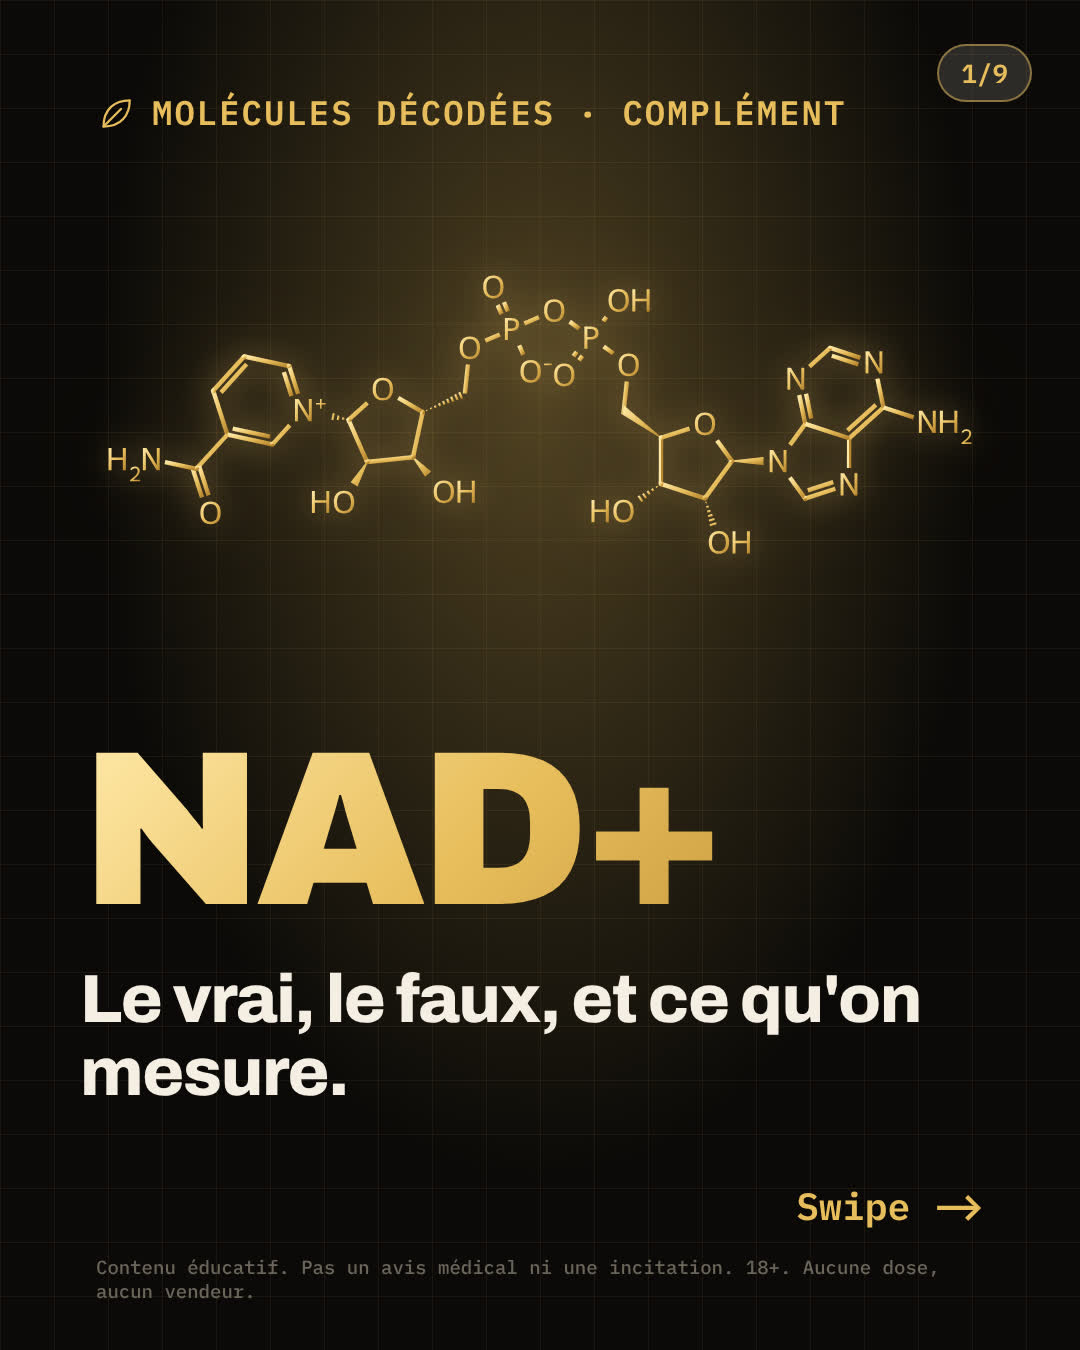 1/9
MOLÉCULES DÉCODÉES · COMPLÉMENT
O
OH
O
P
P
O
O⁻
O
O
N
N
O
N⁺
O
NH₂
H₂N
N
N
HO
OH
O
HO
OH
NAD+
Le vrai, le faux, et ce qu'on
mesure.
Swipe →
Contenu éducatif. Pas un avis médical ni une incitation. 18+. Aucune dose,
aucun vendeur.